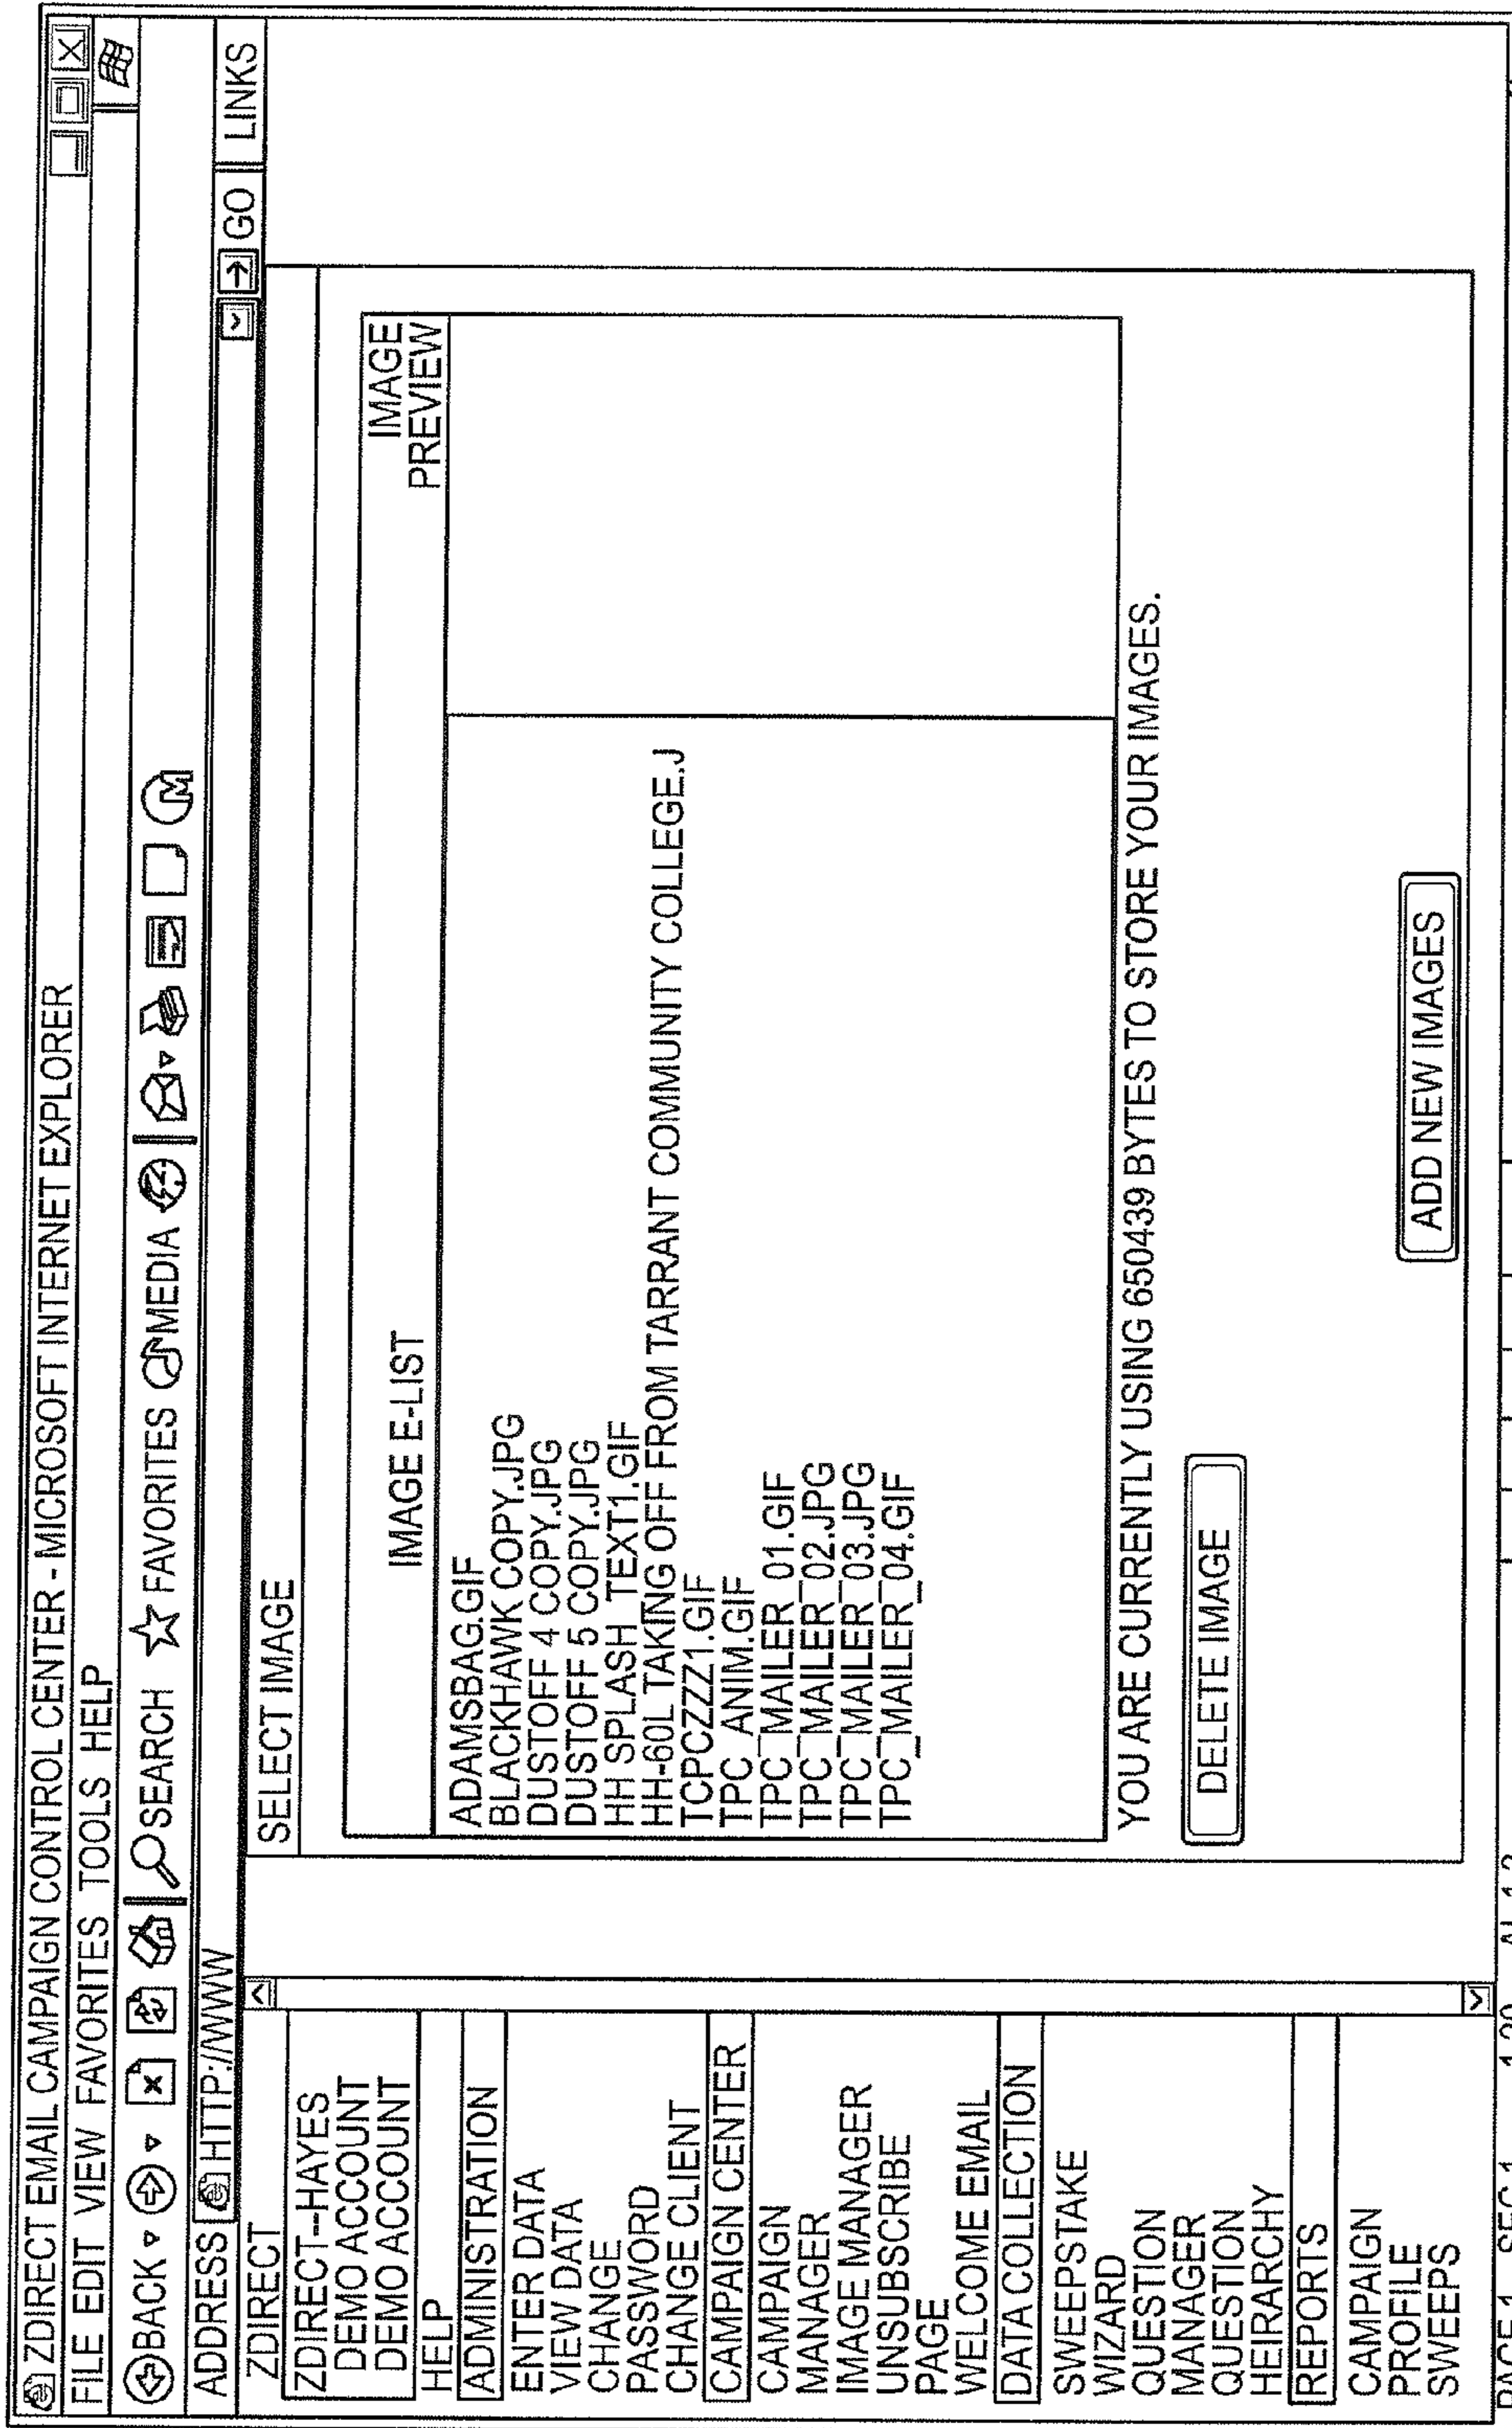 ZDIRECT EMAIL CAMPAIGN CONTROL CENTER - MICROSOFT INTERNET EXPLORER
FILE EDIT VIEW FAVORITES TOOLS HELP
BACK SEARCH FAVORITES MEDIA
ADDRESS HTTP://WWW GO LINKS
ZDIRECT
ZDIRECT--HAYES
DEMO ACCOUNT
DEMO ACCOUNT
HELP
ADMINISTRATION
ENTER DATA
VIEW DATA
CHANGE
PASSWORD
CHANGE CLIENT
CAMPAIGN CENTER
CAMPAIGN
MANAGER
IMAGE MANAGER
UNSUBSCRIBE
PAGE
WELCOME EMAIL
DATA COLLECTION
SWEEPSTAKE
WIZARD
QUESTION
MANAGER
QUESTION
HEIRARCHY
REPORTS
CAMPAIGN
PROFILE
SWEEPS
SELECT IMAGE
IMAGE E-LIST
IMAGE
PREVIEW
ADAMSBAG.GIF
BLACKHAWK COPY.JPG
DUSTOFF 4 COPY.JPG
DUSTOFF 5 COPY.JPG
HH SPLASH_TEXT1.GIF
HH-60L TAKING OFF FROM TARRANT COMMUNITY COLLEGE.J
TCPCZZZ1.GIF
TPC_ANIM.GIF
TPC_MAILER_01.GIF
TPC_MAILER_02.JPG
TPC_MAILER_03.JPG
TPC_MAILER_04.GIF
YOU ARE CURRENTLY USING 650439 BYTES TO STORE YOUR IMAGES.
DELETE IMAGE
ADD NEW IMAGES
PAGE 1 SEC 1